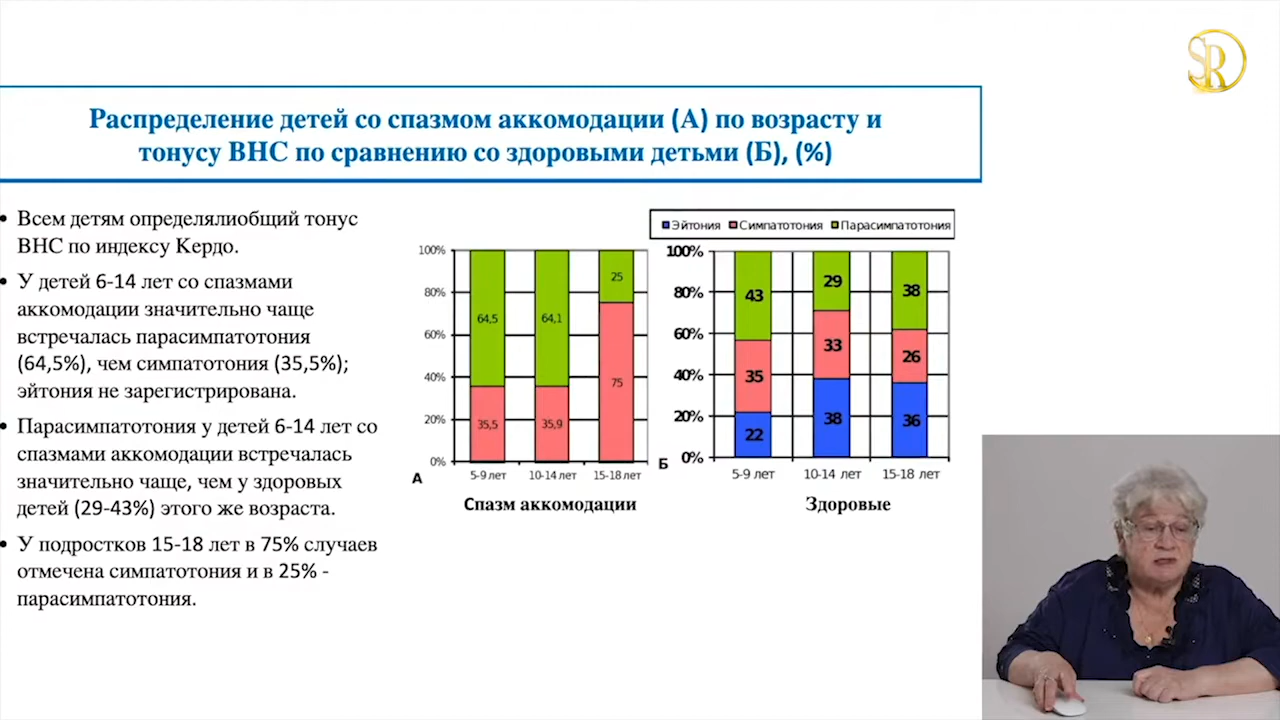 SR
Распределение детей со спазмом аккомодации (А) по возрасту и
тонусу ВНС по сравнению со здоровыми детьми (Б), (%)
• Всем детям определялиобщий тонус
ВНС по индексу Кердо.
• У детей 6-14 лет со спазмами
аккомодации значительно чаще
встречалась парасимпатотония
(64,5%), чем симпатотония (35,5%);
эйтония не зарегистрирована.
• Парасимпатотония у детей 6-14 лет со
спазмами аккомодации встречалась
значительно чаще, чем у здоровых
детей (29-43%) этого же возраста.
• У подростков 15-18 лет в 75% случаев
отмечена симпатотония и в 25% -
парасимпатотония.
100%
80%
60%
40%
20%
0%
64,5
64,1
25
35,5
35,9
75
5-9 лет 10-14 лет 15-18 лет
А
Спазм аккомодации
Эйтония Симпатотония Парасимпатотония
100%
80%
60%
40%
20%
0%
43
29
38
35
33
26
22
38
36
5-9 лет 10-14 лет 15-18 лет
Б
Здоровые